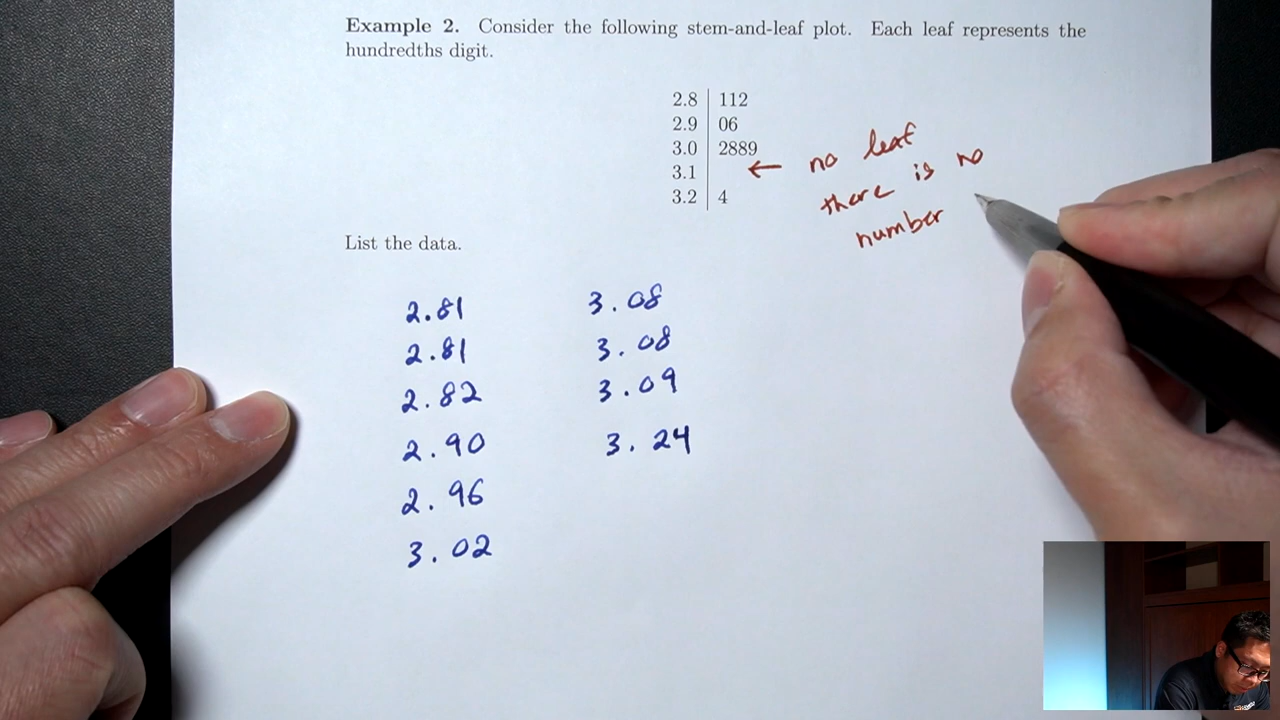 Example 2. Consider the following stem-and-leaf plot. Each leaf represents the
hundredths digit.
2.8 | 112
2.9 | 06
3.0 | 2889
3.1 |
3.2 | 4
← no leaf
there is no
number
List the data.
2.81
2.81
2.82
2.90
2.96
3.02
3.08
3.08
3.09
3.24